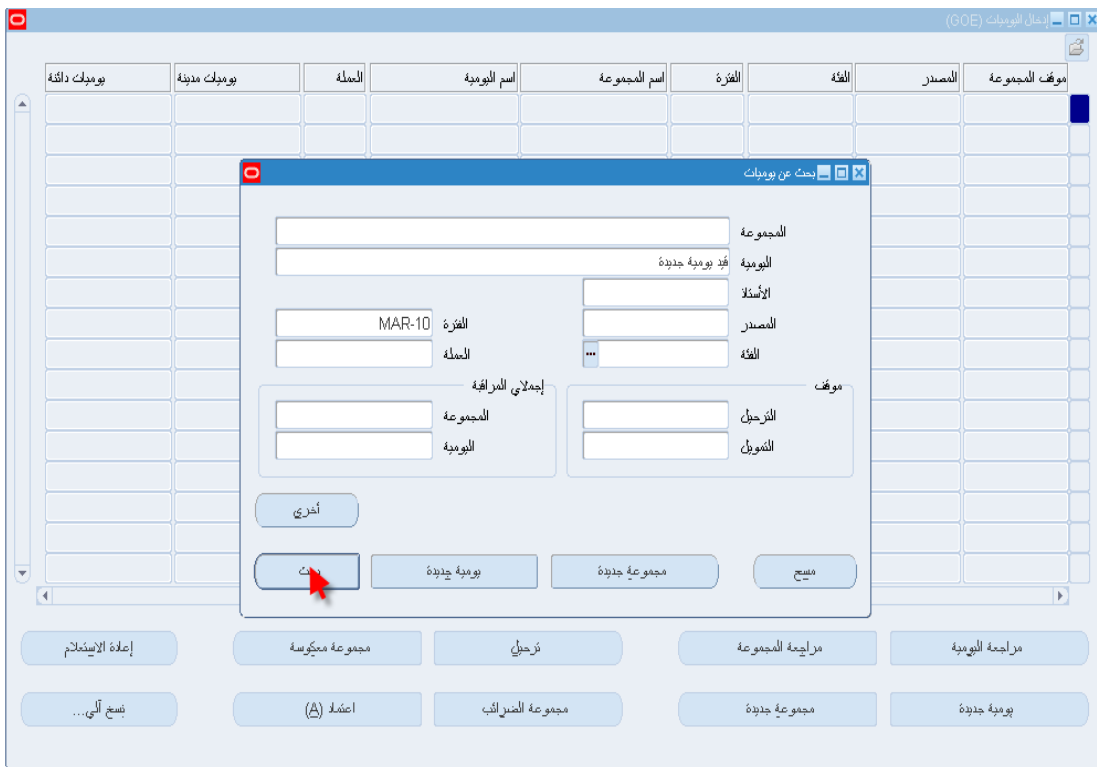 إدخال اليوميات (GOE)
موقف المجموعة المصدر الفئة الفترة اسم المجموعة اسم اليومية العملة يوميات مدينة يوميات دائنة
بحث عن يوميات
المجموعة
اليومية قيد يومية جديدة
الأستاذ
المصدر الفترة MAR-10
الفئة ... العملة
موقف إجمالي المراقبة
الترحيل المجموعة
التمويل اليومية
أخرى
مسح مجموعة جديدة يومية جديدة بحث
مراجعة اليومية مراجعة المجموعة ترحيل مجموعة معكوسة إعادة الاستعلام
يومية جديدة مجموعة جديدة مجموعة الضرائب اعتماد (A) نسخ آلي...